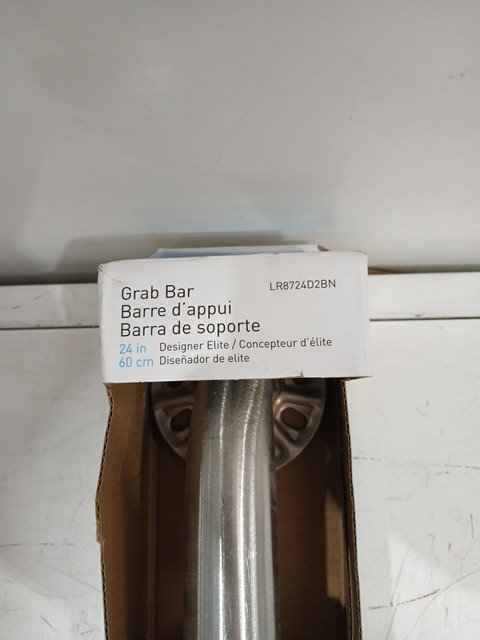 Grab Bar
LR8724D2BN
Barre d'appui
Barra de soporte
24 in Designer Elite / Concepteur d'élite
60 cm Diseñador de elite